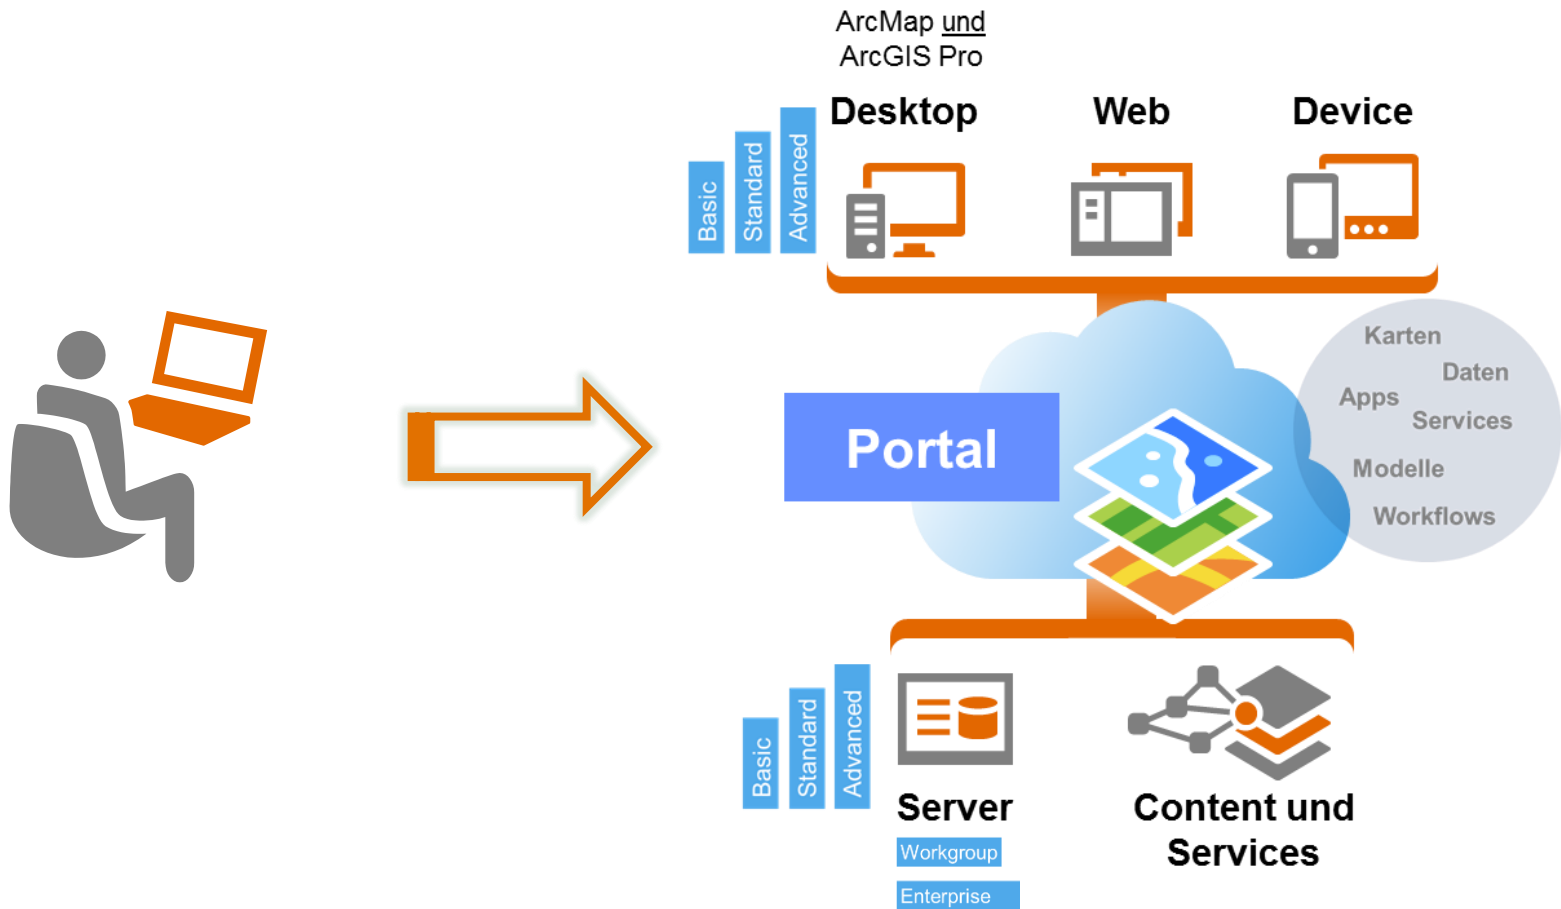 ArcMap und
ArcGIS Pro
Desktop
Web
Device
Basic
Standard
Advanced
Karten
Daten
Apps
Services
Modelle
Workflows
Portal
Basic
Standard
Advanced
Server
Workgroup
Enterprise
Content und
Services